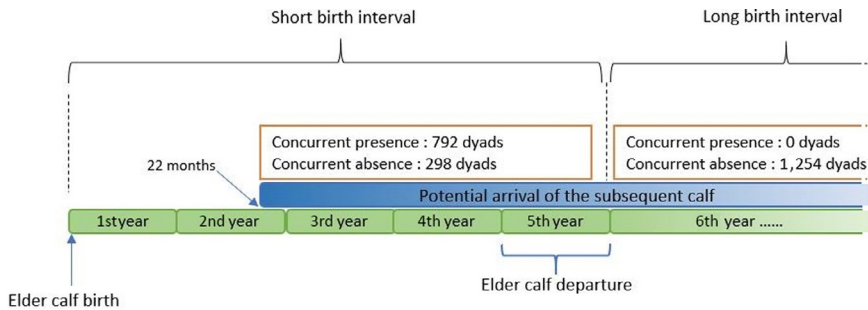 Short birth interval
Long birth interval
Concurrent presence : 792 dyads
Concurrent absence : 298 dyads
Concurrent presence : 0 dyads
Concurrent absence : 1,254 dyads
22 months
Potential arrival of the subsequent calf
1styear 2nd year 3rd year 4th year 5th year 6th year ......
Elder calf departure
Elder calf birth